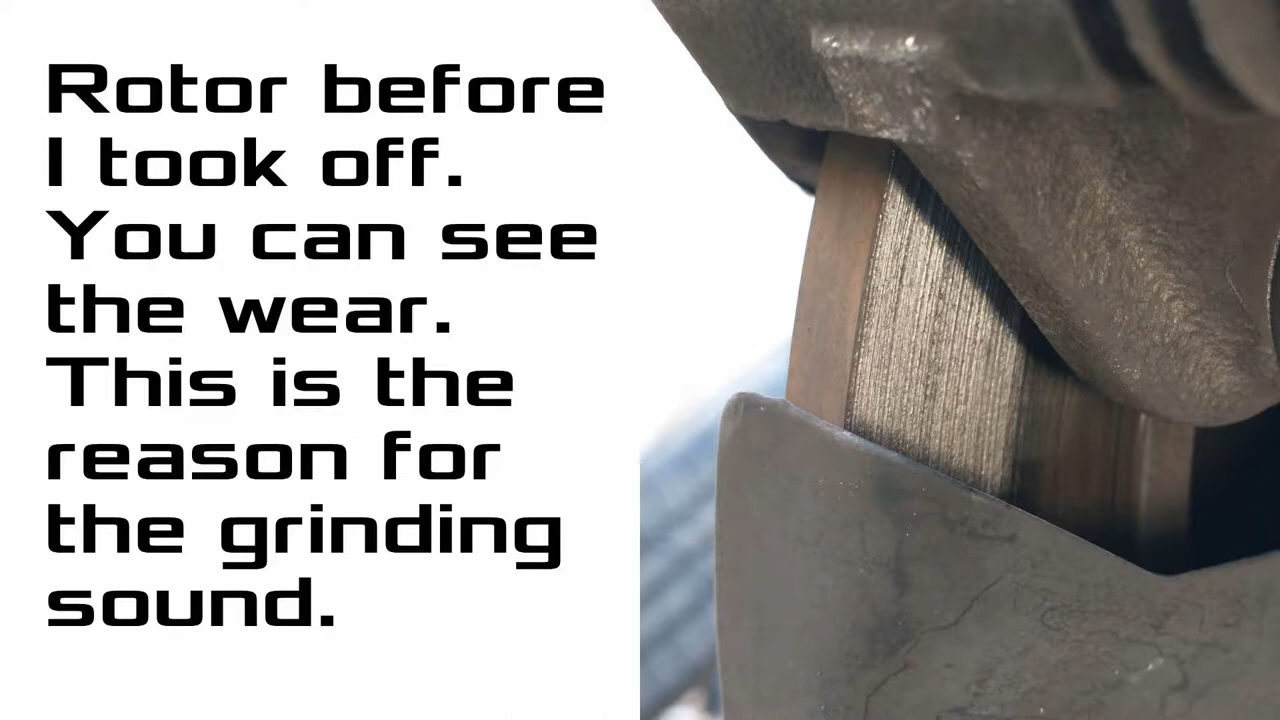 Rotor before
I took off.
You can see
the wear.
This is the
reason for
the grinding
sound.